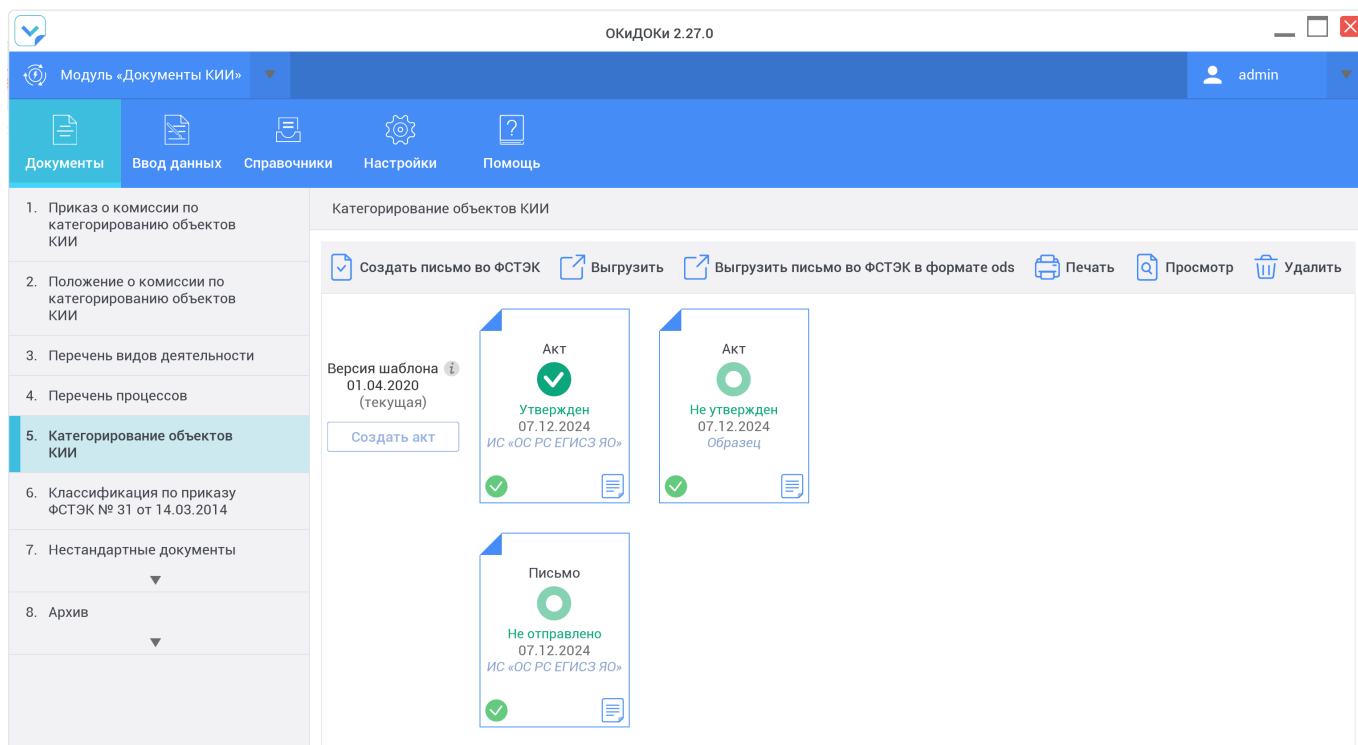 ОКиДОКи 2.27.0
Модуль «Документы КИИ»
admin
Документы
Ввод данных
Справочники
Настройки
Помощь
1. Приказ о комиссии по
категорированию объектов
КИИ
2. Положение о комиссии по
категорированию объектов
КИИ
3. Перечень видов деятельности
4. Перечень процессов
5. Категорирование объектов
КИИ
6. Классификация по приказу
ФСТЭК № 31 от 14.03.2014
7. Нестандартные документы
8. Архив
Категорирование объектов КИИ
Создать письмо во ФСТЭК
Выгрузить
Выгрузить письмо во ФСТЭК в формате ods
Печать
Просмотр
Удалить
Версия шаблона i
01.04.2020
(текущая)
Создать акт
Акт
Утвержден
07.12.2024
ИС «ОС РС ЕГИСЗ ЯО»
Акт
Не утвержден
07.12.2024
Образец
Письмо
Не отправлено
07.12.2024
ИС «ОС РС ЕГИСЗ ЯО»